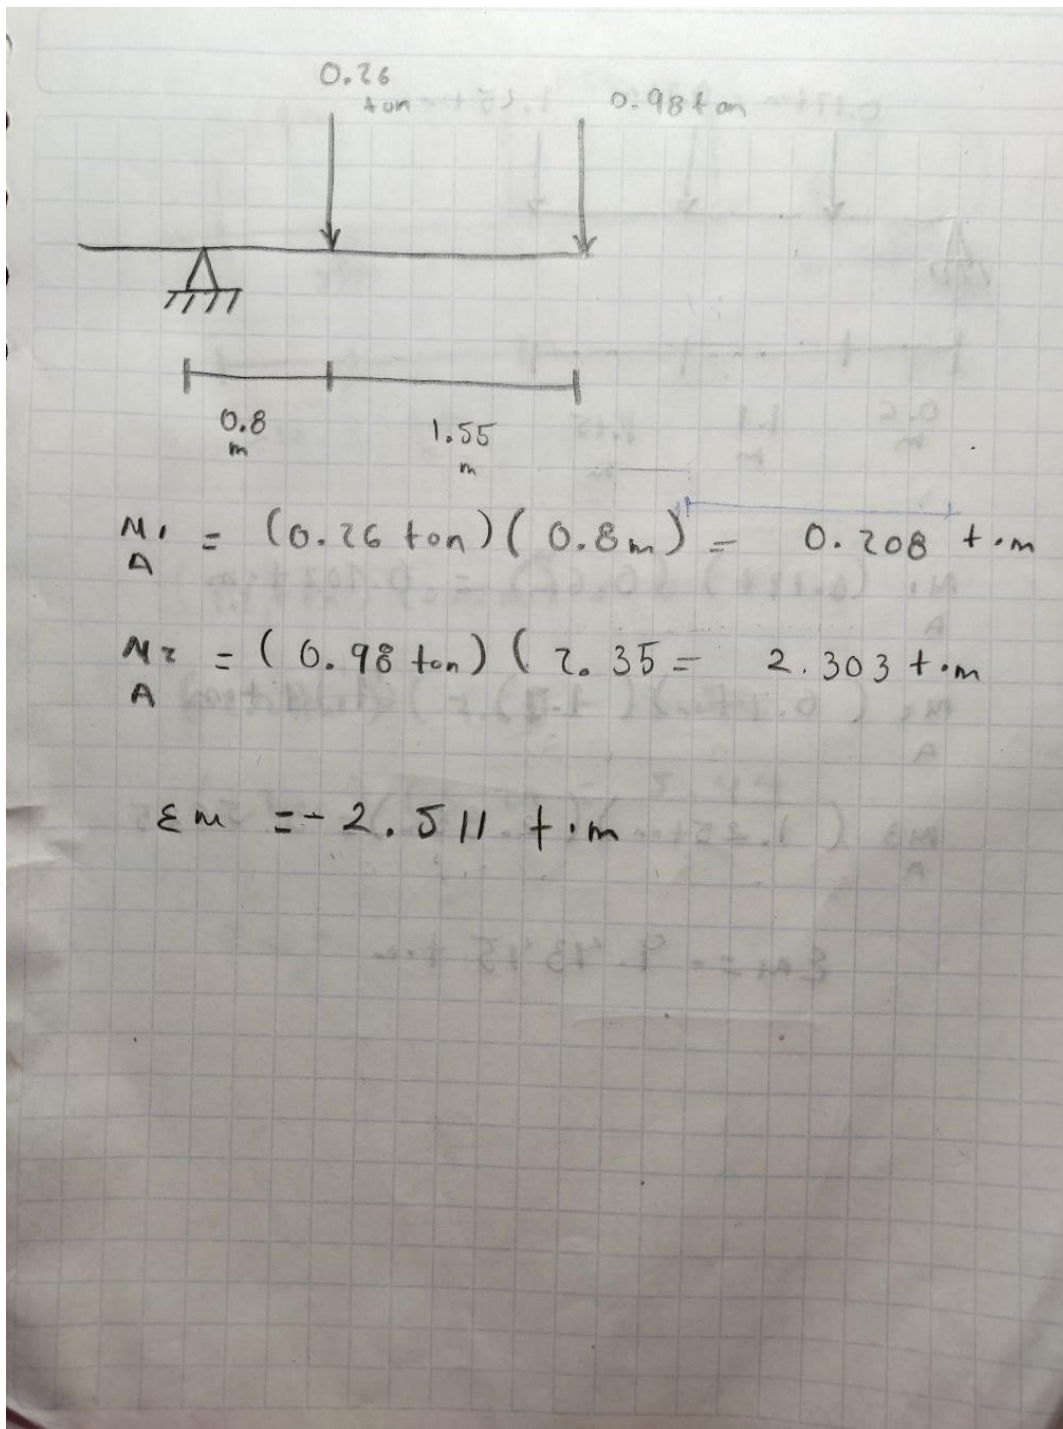 0.26
ton
0.98 ton
0.8
m
1.55
m
M1 = (0.26 ton)(0.8m) = 0.208 t·m
A
M2 = (0.98 ton)(2.35 = 2.303 t·m
A
ΣM = -2.511 t·m